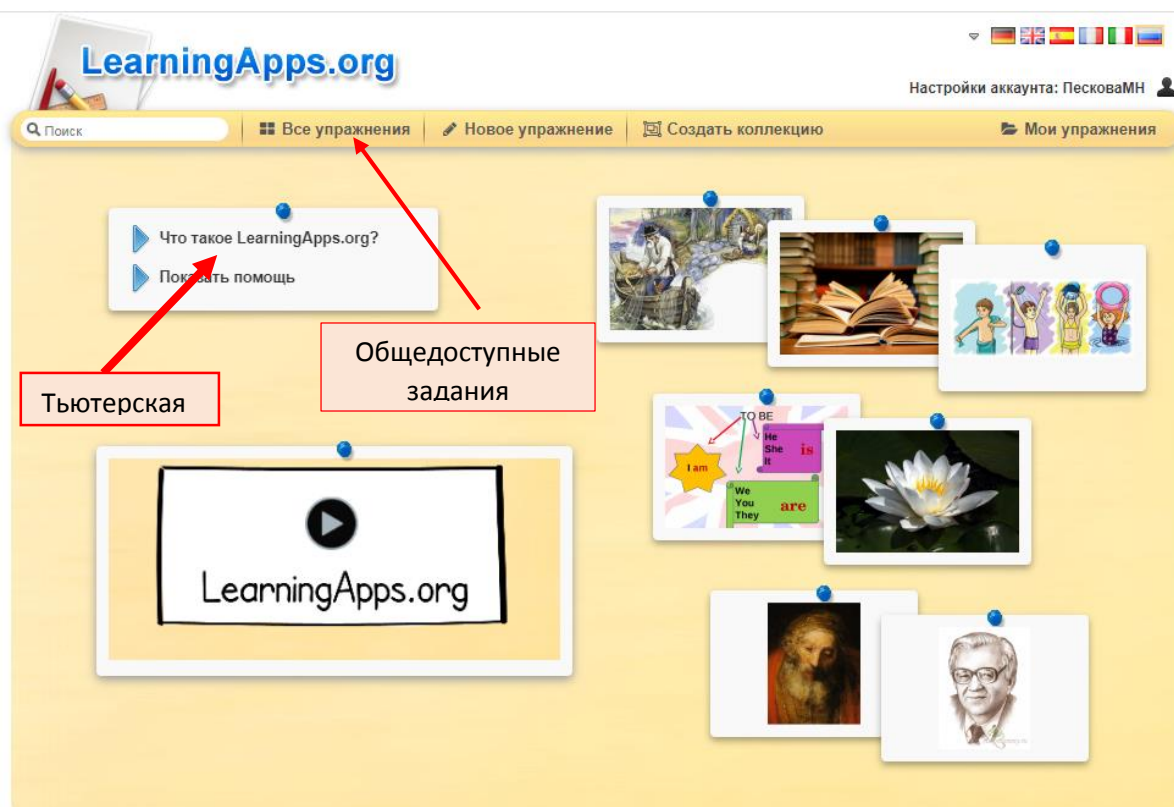 LearningApps.org
Настройки аккаунта: ПесковаМН
Поиск
Все упражнения
Новое упражнение
Создать коллекцию
Мои упражнения
Что такое LearningApps.org?
Показать помощь
Общедоступные
задания
Тьютерская
TO BE
I am
He
She
It
is
We
You
They
are
LearningApps.org